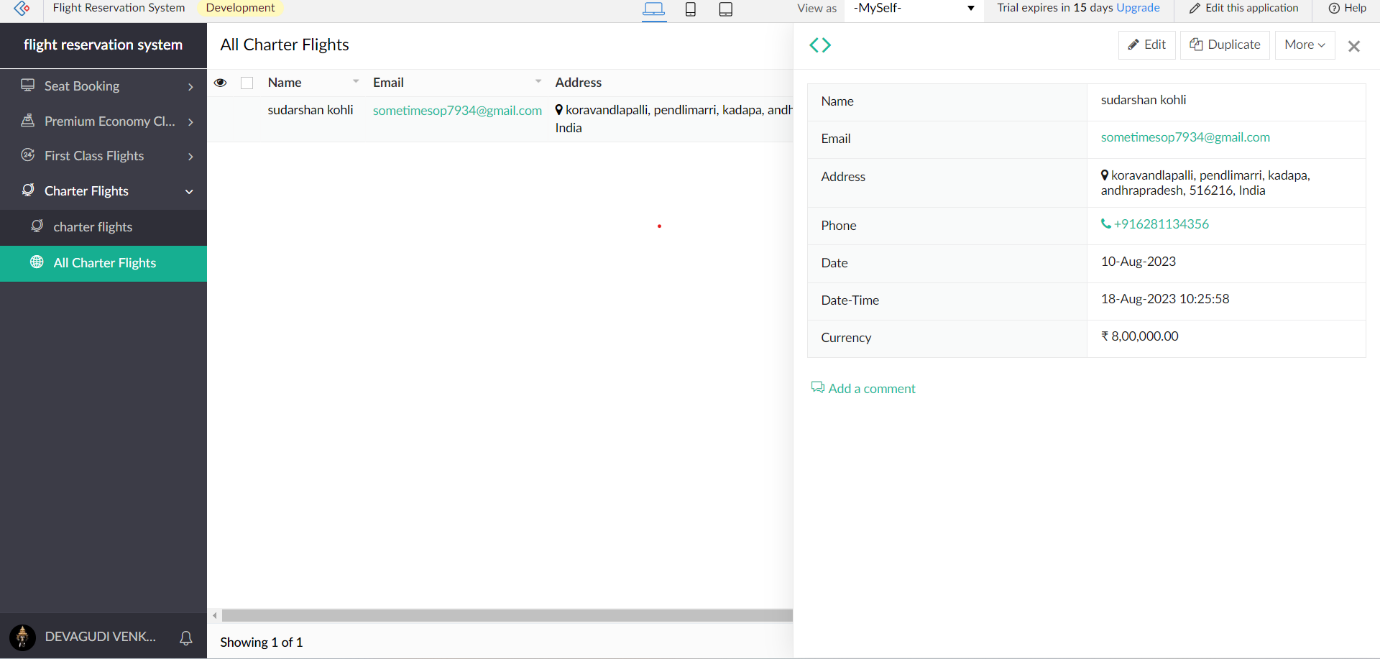 Flight Reservation System
Development
View as
-MySelf-
Trial expires in 15 days Upgrade
Edit this application
Help
flight reservation system
Seat Booking
Premium Economy Cl...
First Class Flights
Charter Flights
charter flights
All Charter Flights
DEVAGUDI VENK...
All Charter Flights
Name
Email
Address
sudarshan kohli
sometimesop7934@gmail.com
koravandlapalli, pendlimarri, kadapa, andh
India
Showing 1 of 1
Edit
Duplicate
More
Name
sudarshan kohli
Email
sometimesop7934@gmail.com
Address
koravandlapalli, pendlimarri, kadapa,
andhrapradesh, 516216, India
Phone
+916281134356
Date
10-Aug-2023
Date-Time
18-Aug-2023 10:25:58
Currency
₹ 8,00,000.00
Add a comment